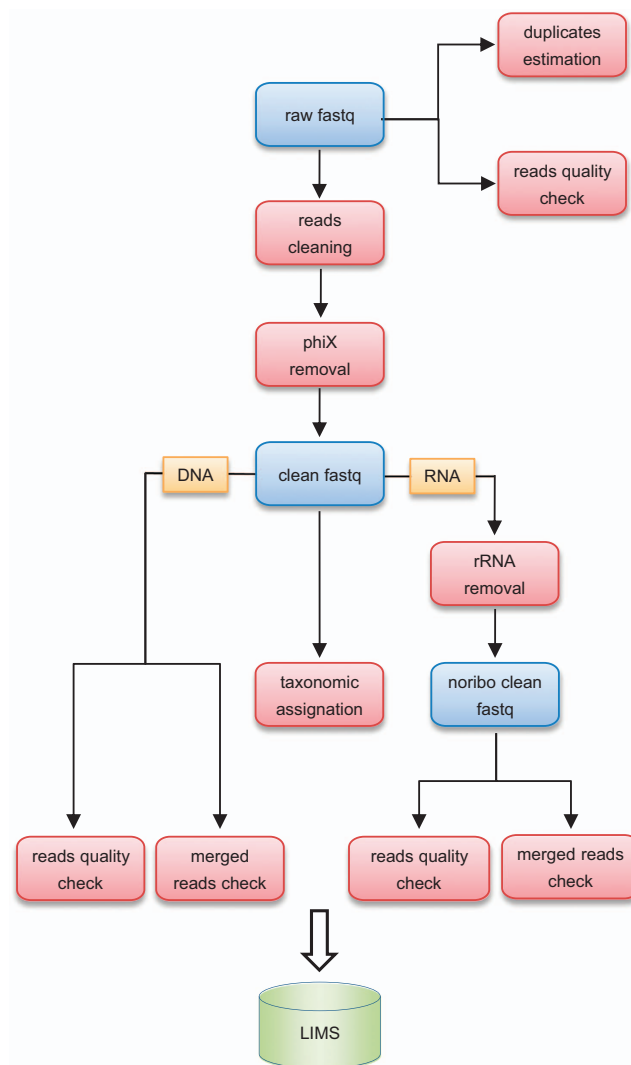 duplicates
estimation
raw fastq
reads quality
check
reads
cleaning
phiX
removal
DNA
clean fastq
RNA
rRNA
removal
taxonomic
assignation
noribo clean
fastq
reads quality
check
merged
reads check
reads quality
check
merged reads
check
LIMS